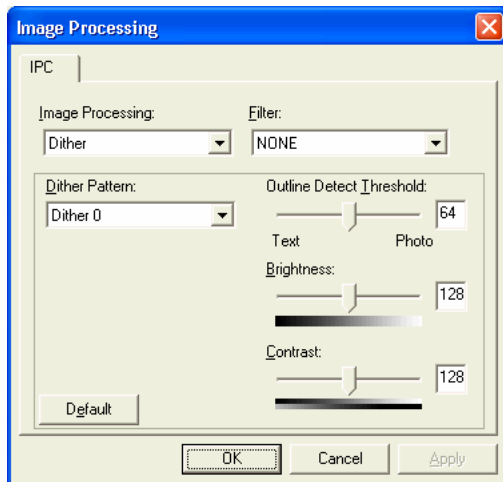 Image Processing
IPC
Image Processing: Filter:
Dither NONE
Dither Pattern: Outline Detect Threshold:
Dither 0 64
Text Photo
Brightness:
128
Contrast:
128
Default
OK Cancel Apply